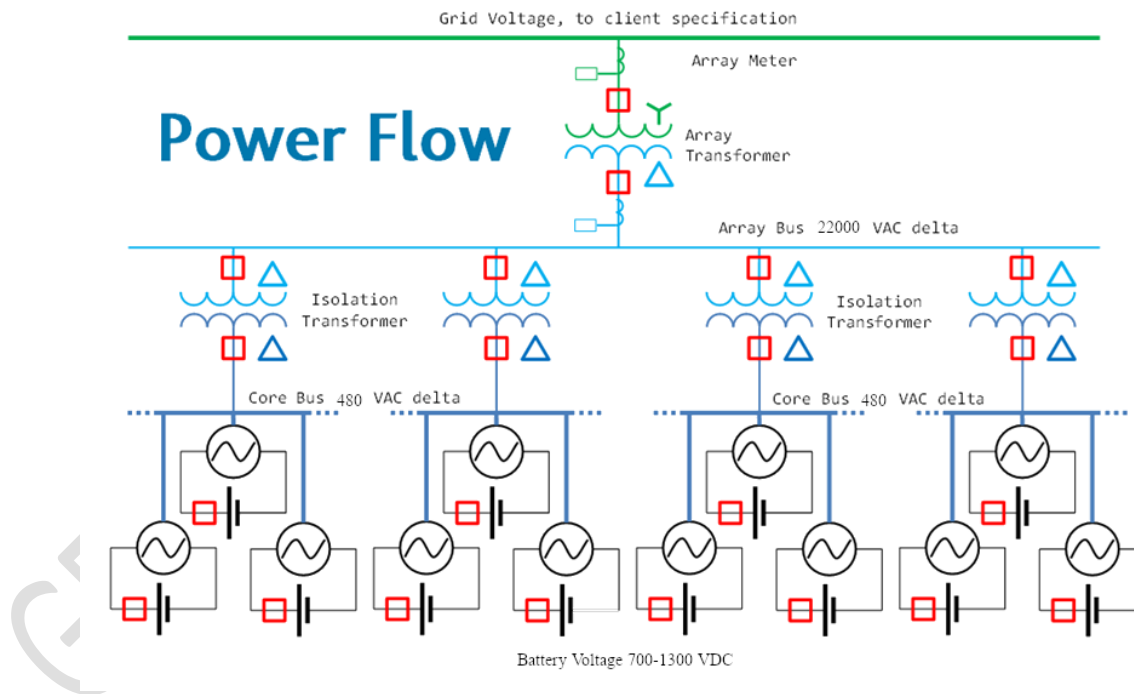 Grid Voltage, to client specification
Array Meter
Power Flow
Array
Transformer
Array Bus 22000 VAC delta
Isolation
Transformer
Isolation
Transformer
Core Bus 480 VAC delta
Core Bus 480 VAC delta
Battery Voltage 700-1300 VDC